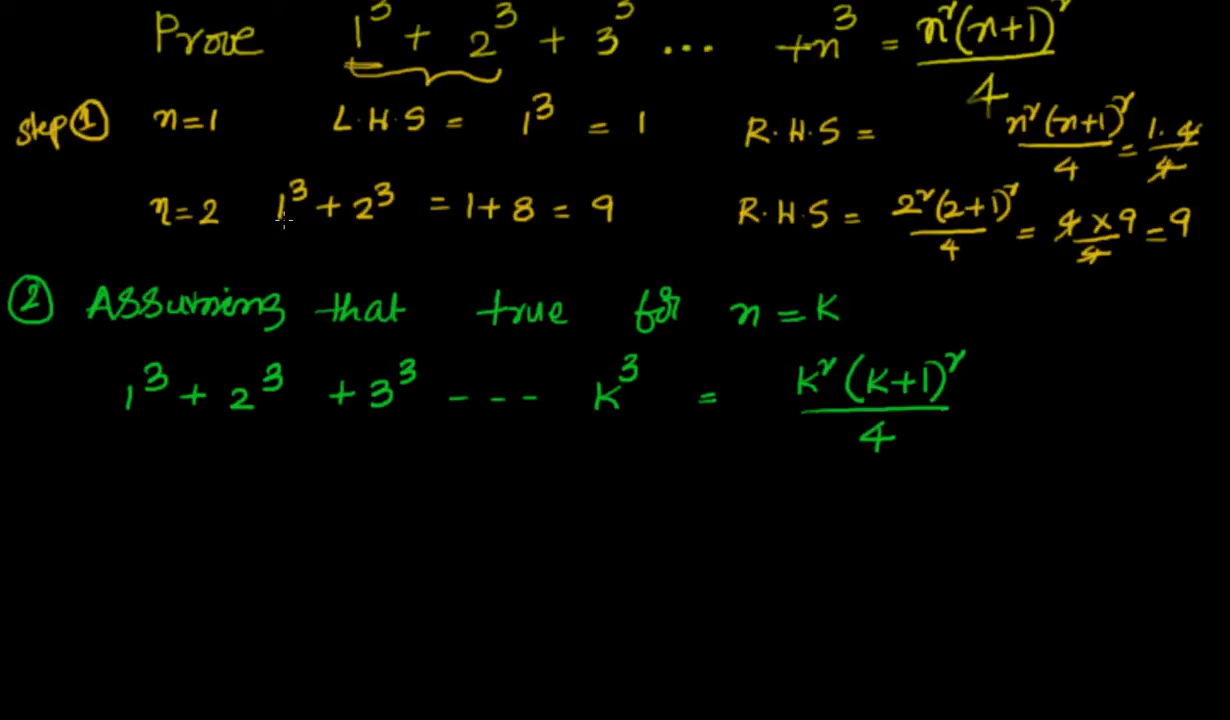 Prove 1³ + 2³ + 3³ ... +n³ = n²(n+1)²/4
step ① n=1 L.H.S = 1³ = 1 R.H.S = n²(n+1)²/4 = 1.4/4
n=2 1³+2³ = 1+8 = 9 R.H.S = 2²(2+1)²/4 = 4×9/4 = 9
② Assuming that true for n=K
1³ + 2³ + 3³ --- K³ = K²(K+1)²/4